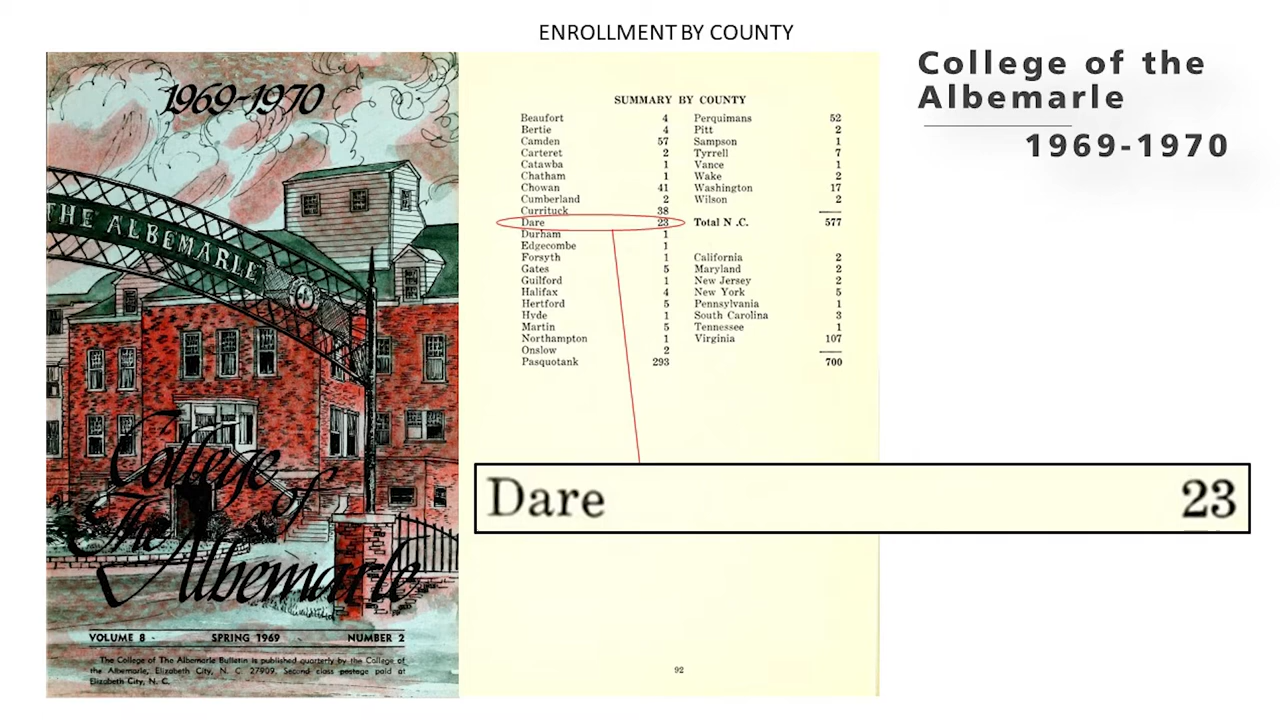 ENROLLMENT BY COUNTY
1969-1970
THE ALBEMARLE
College
of
The
Albemarle
VOLUME 8 - SPRING 1969 NUMBER 2
The College of The Albemarle Bulletin is published quarterly by the College of
the Albemarle, Elizabeth City, N. C. 27909. Second class postage paid at
Elizabeth City, N. C.
SUMMARY BY COUNTY
Beaufort 4
Bertie 4
Camden 57
Carteret 2
Catawba 1
Chatham 1
Chowan 41
Cumberland 2
Currituck 38
Dare 23
Durham 1
Edgecombe 1
Forsyth 1
Gates 5
Guilford 1
Halifax 4
Hertford 5
Hyde 1
Martin 5
Northampton 1
Onslow 2
Pasquotank 293
Perquimans 52
Pitt 2
Sampson 1
Tyrrell 7
Vance 1
Wake 2
Washington 17
Wilson 2
Total N .C. 577
California 2
Maryland 2
New Jersey 2
New York 5
Pennsylvania 1
South Carolina 3
Tennessee 1
Virginia 107
700
92
Dare 23
College of the
Albemarle
1969-1970